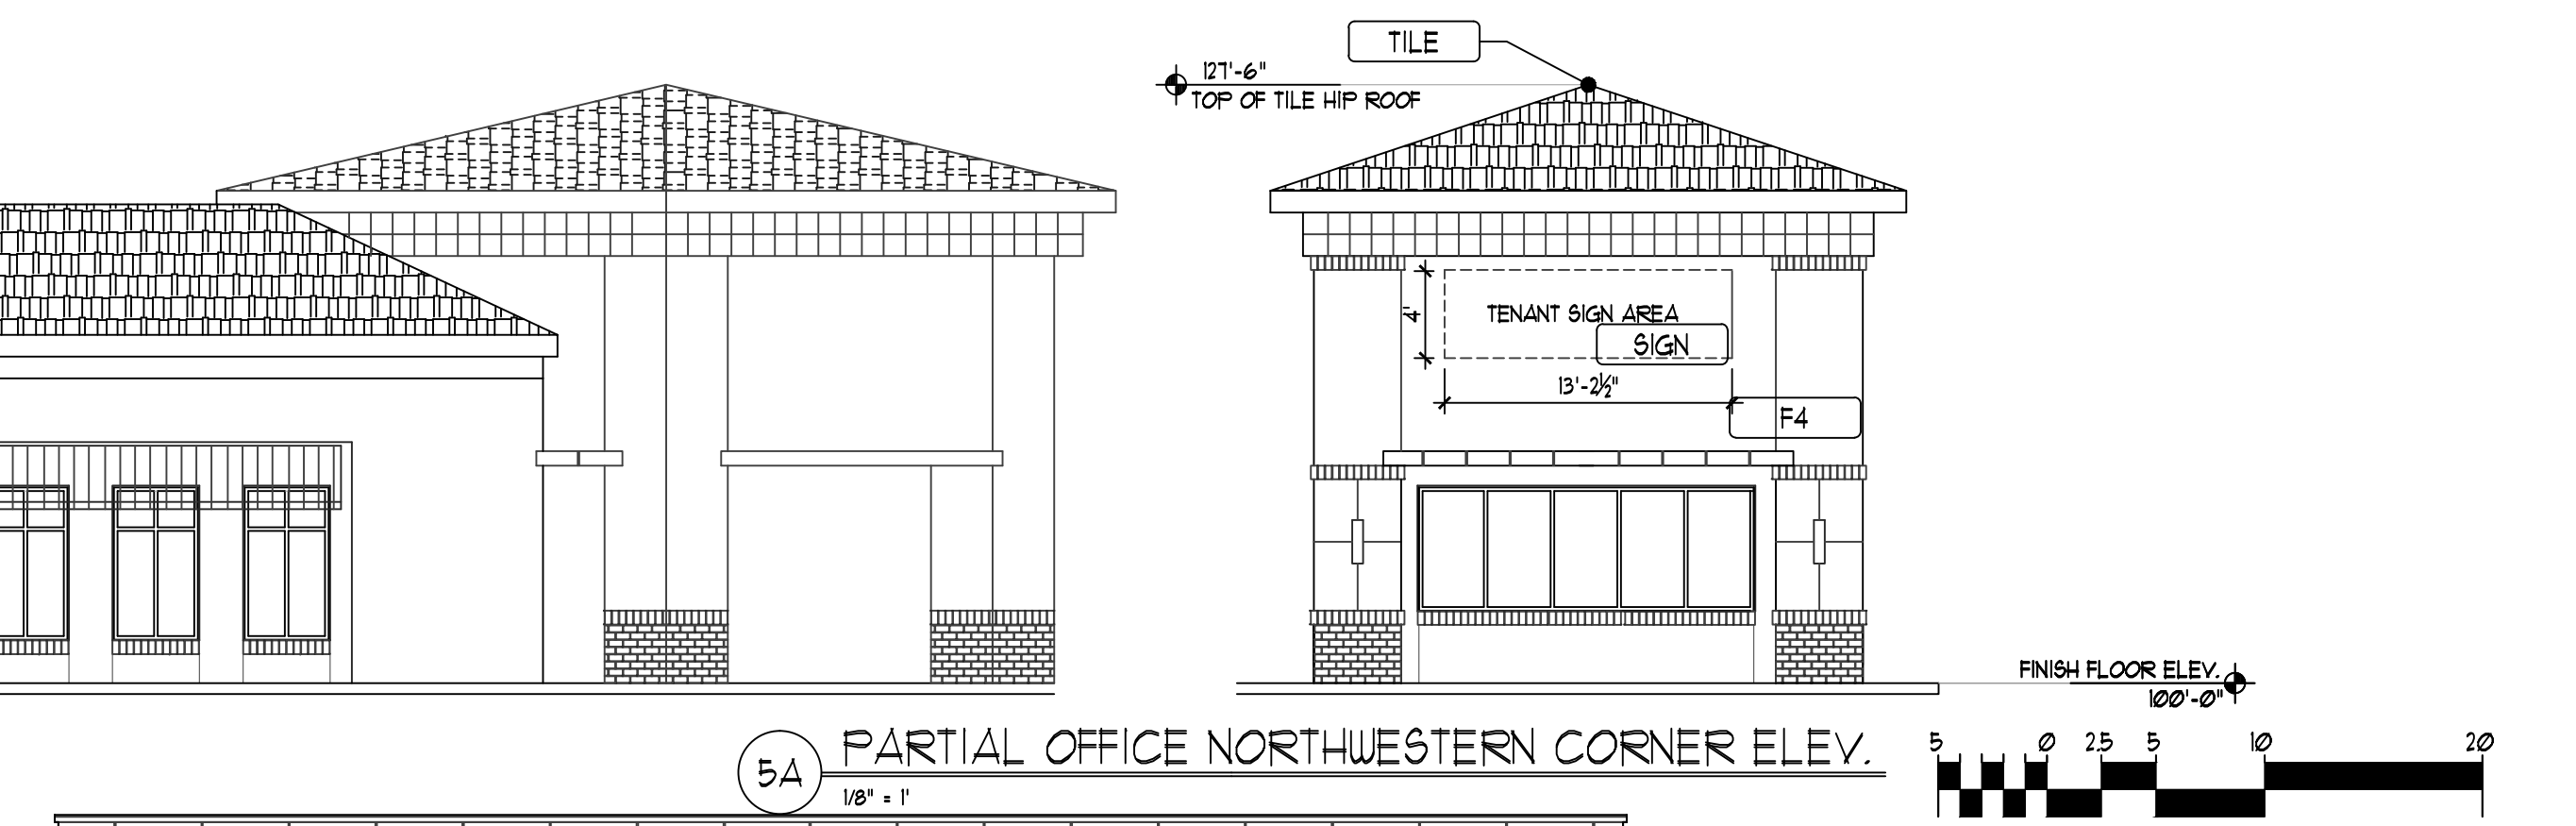 TILE
127'-6"
TOP OF TILE HIP ROOF
4'
TENANT SIGN AREA
SIGN
13'-2½"
F4
FINISH FLOOR ELEV.
100'-0"
5A
PARTIAL OFFICE NORTHWESTERN CORNER ELEV.
1/8" = 1'
5 0 2.5 5 10 20